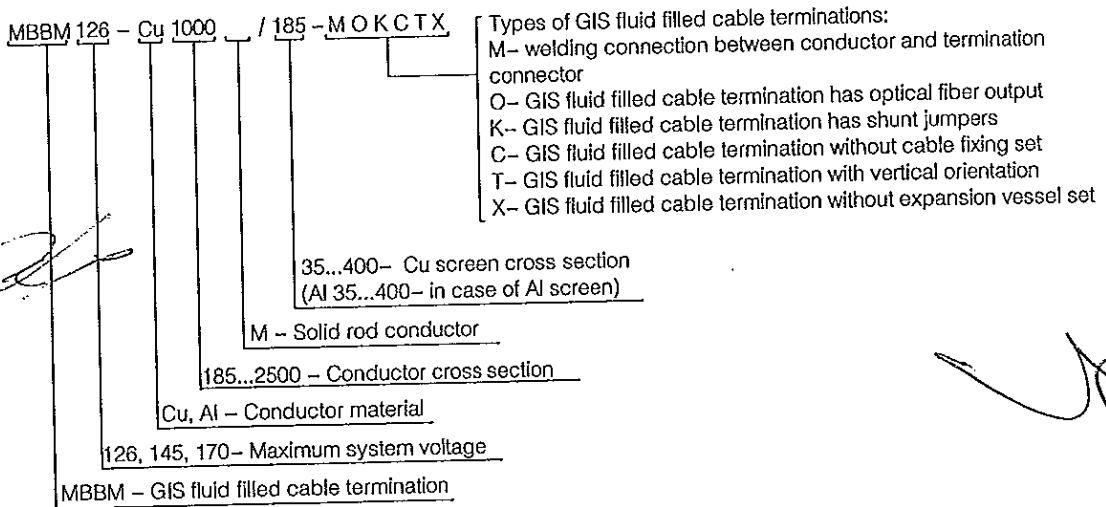 MBBM 126 - Cu 1000 _ / 185 - M O K C T X
Types of GIS fluid filled cable terminations:
M– welding connection between conductor and termination
connector
O– GIS fluid filled cable termination has optical fiber output
K– GIS fluid filled cable termination has shunt jumpers
C– GIS fluid filled cable termination without cable fixing set
T– GIS fluid filled cable termination with vertical orientation
X– GIS fluid filled cable termination without expansion vessel set
35...400– Cu screen cross section
(Al 35...400– in case of Al screen)
M – Solid rod conductor
185...2500 – Conductor cross section
Cu, Al – Conductor material
126, 145, 170– Maximum system voltage
MBBM – GIS fluid filled cable termination